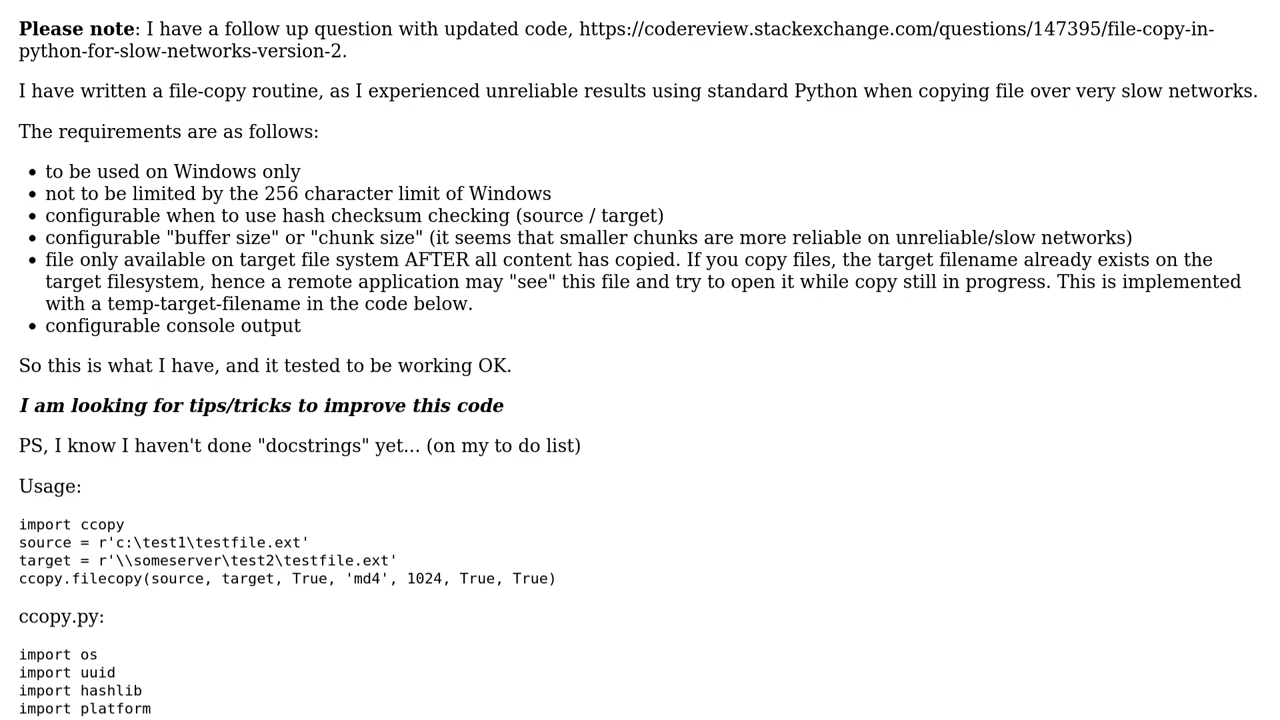 Please note: I have a follow up question with updated code, https://codereview.stackexchange.com/questions/147395/file-copy-in-
python-for-slow-networks-version-2.
I have written a file-copy routine, as I experienced unreliable results using standard Python when copying file over very slow networks.
The requirements are as follows:
• to be used on Windows only
• not to be limited by the 256 character limit of Windows
• configurable when to use hash checksum checking (source / target)
• configurable "buffer size" or "chunk size" (it seems that smaller chunks are more reliable on unreliable/slow networks)
• file only available on target file system AFTER all content has copied. If you copy files, the target filename already exists on the
target filesystem, hence a remote application may "see" this file and try to open it while copy still in progress. This is implemented
with a temp-target-filename in the code below.
• configurable console output
So this is what I have, and it tested to be working OK.
I am looking for tips/tricks to improve this code
PS, I know I haven't done "docstrings" yet... (on my to do list)
Usage:
import ccopy
source = r'c:\test1\testfile.ext'
target = r'\\someserver\test2\testfile.ext'
ccopy.filecopy(source, target, True, 'md4', 1024, True, True)
ccopy.py:
import os
import uuid
import hashlib
import platform